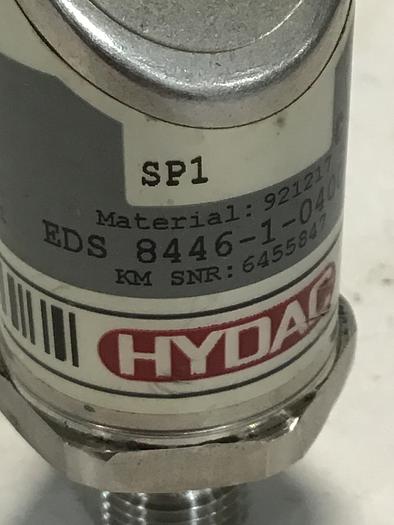 SP1
Material: 921217
EDS 8446-1-040
KM SNR: 6455847
HYDAC